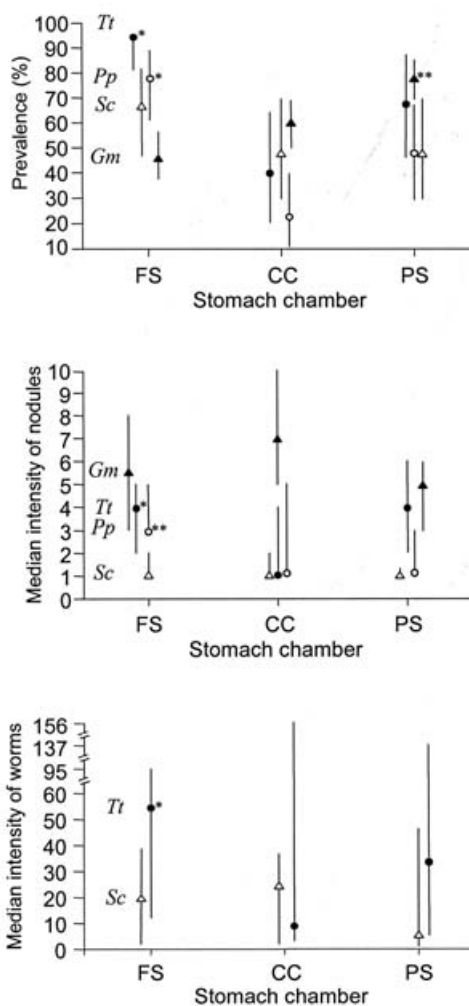 Prevalence (%)
100
90
80
70
60
50
40
30
20
10
Tt
*
Pp
*
Sc
Gm
**
FS CC PS
Stomach chamber
Median intensity of nodules
10
9
8
7
6
5
4
3
2
1
0
Gm
Tt
*
Pp
**
Sc
FS CC PS
Stomach chamber
Median intensity of worms
156
137
95
80
70
60
50
40
30
20
10
0
Tt
*
Sc
FS CC PS
Stomach chamber